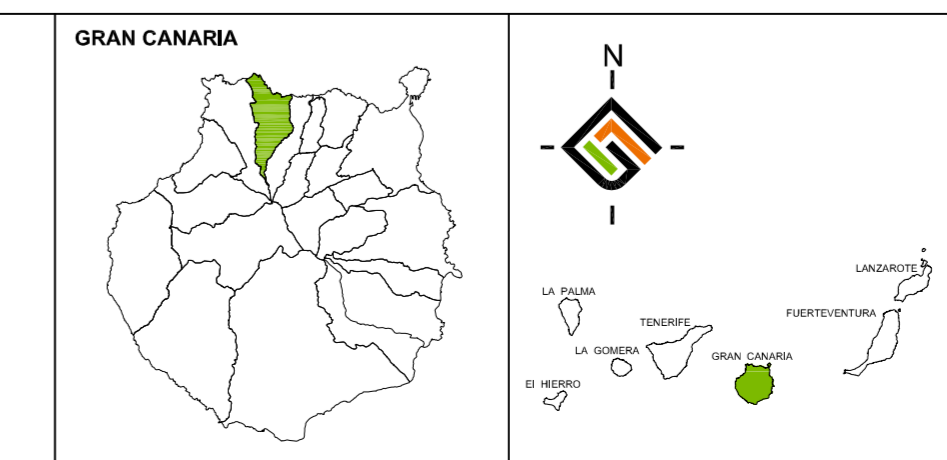 GRAN CANARIA
N
LANZAROTE
LA PALMA
FUERTEVENTURA
TENERIFE
LA GOMERA
GRAN CANARIA
El HIERRO